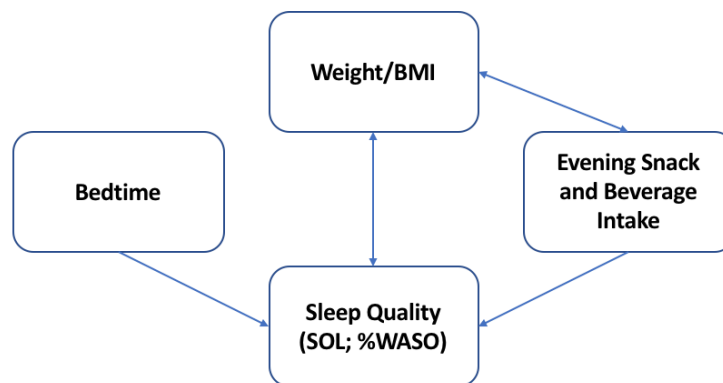 Weight/BMI
Bedtime
Evening Snack
and Beverage
Intake
Sleep Quality
(SOL; %WASO)